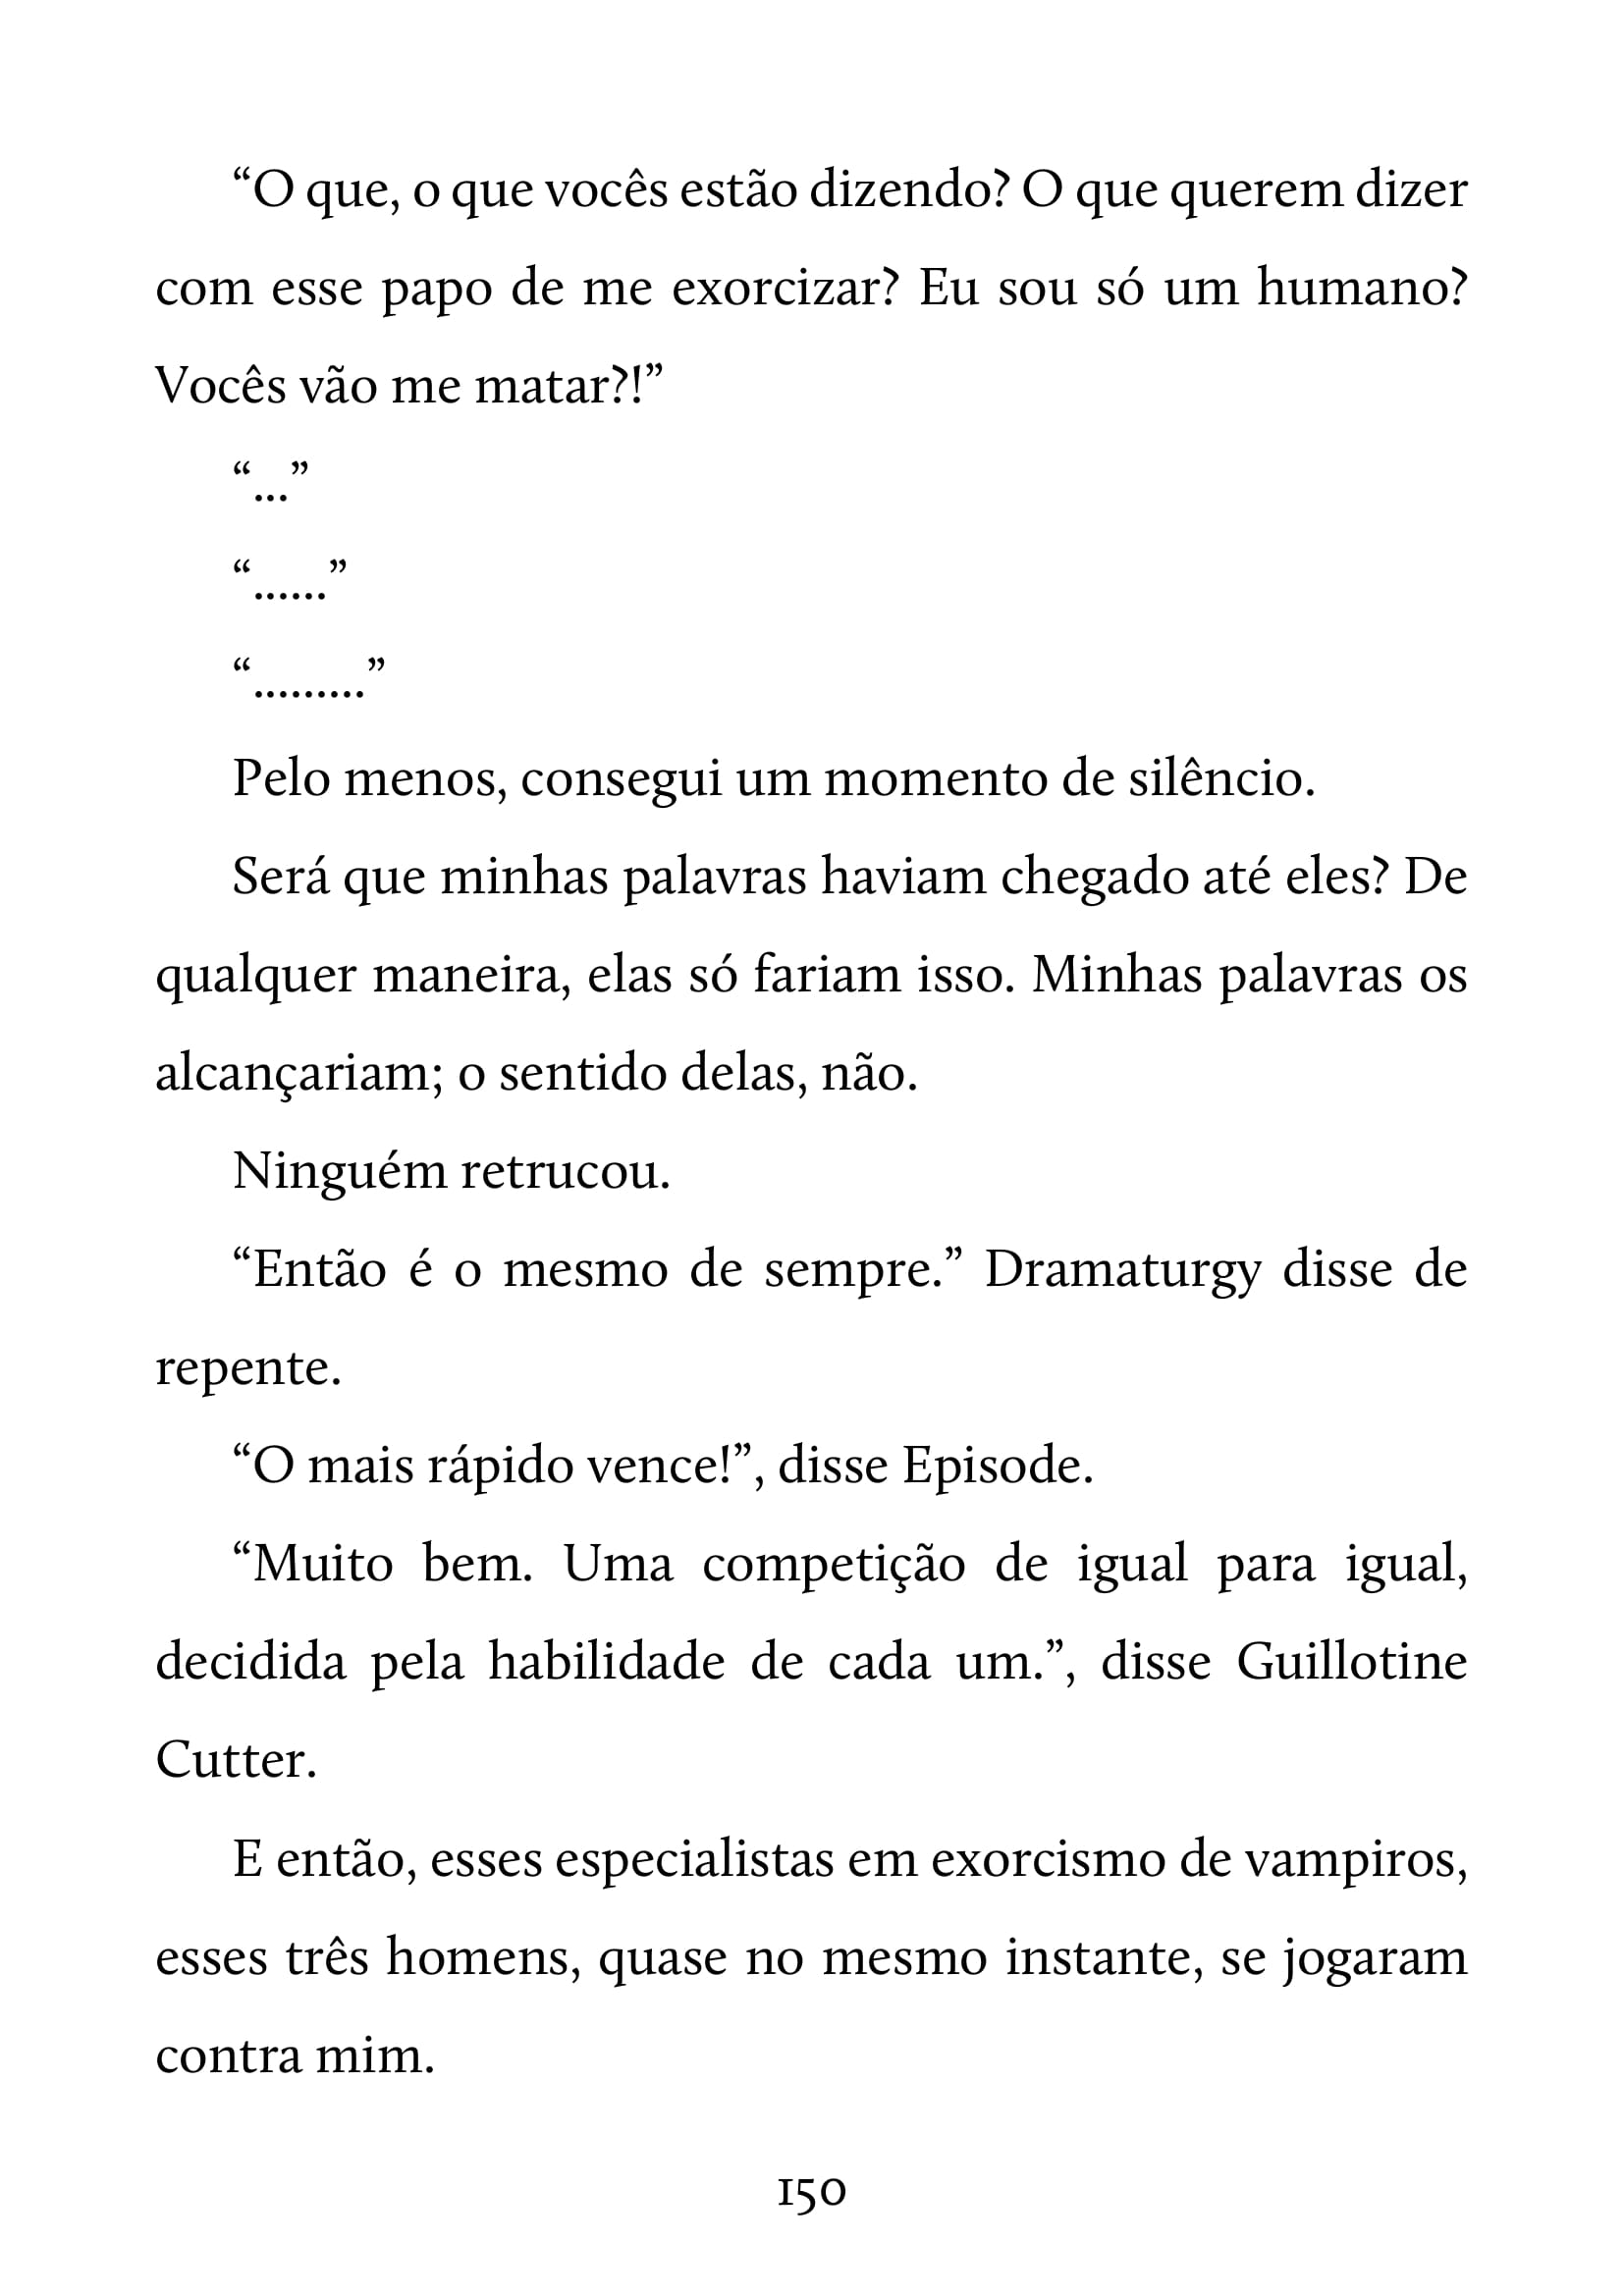 “O que, o que vocês estão dizendo? O que querem dizer
com esse papo de me exorcizar? Eu sou só um humano?
Vocês vão me matar?!”
“...”
“......”
“.........”
Pelo menos, consegui um momento de silêncio.
Será que minhas palavras haviam chegado até eles? De
qualquer maneira, elas só fariam isso. Minhas palavras os
alcançariam; o sentido delas, não.
Ninguém retrucou.
“Então é o mesmo de sempre.” Dramaturgy disse de
repente.
“O mais rápido vence!”, disse Episode.
“Muito bem. Uma competição de igual para igual,
decidida pela habilidade de cada um.”, disse Guillotine
Cutter.
E então, esses especialistas em exorcismo de vampiros,
esses três homens, quase no mesmo instante, se jogaram
contra mim.
150